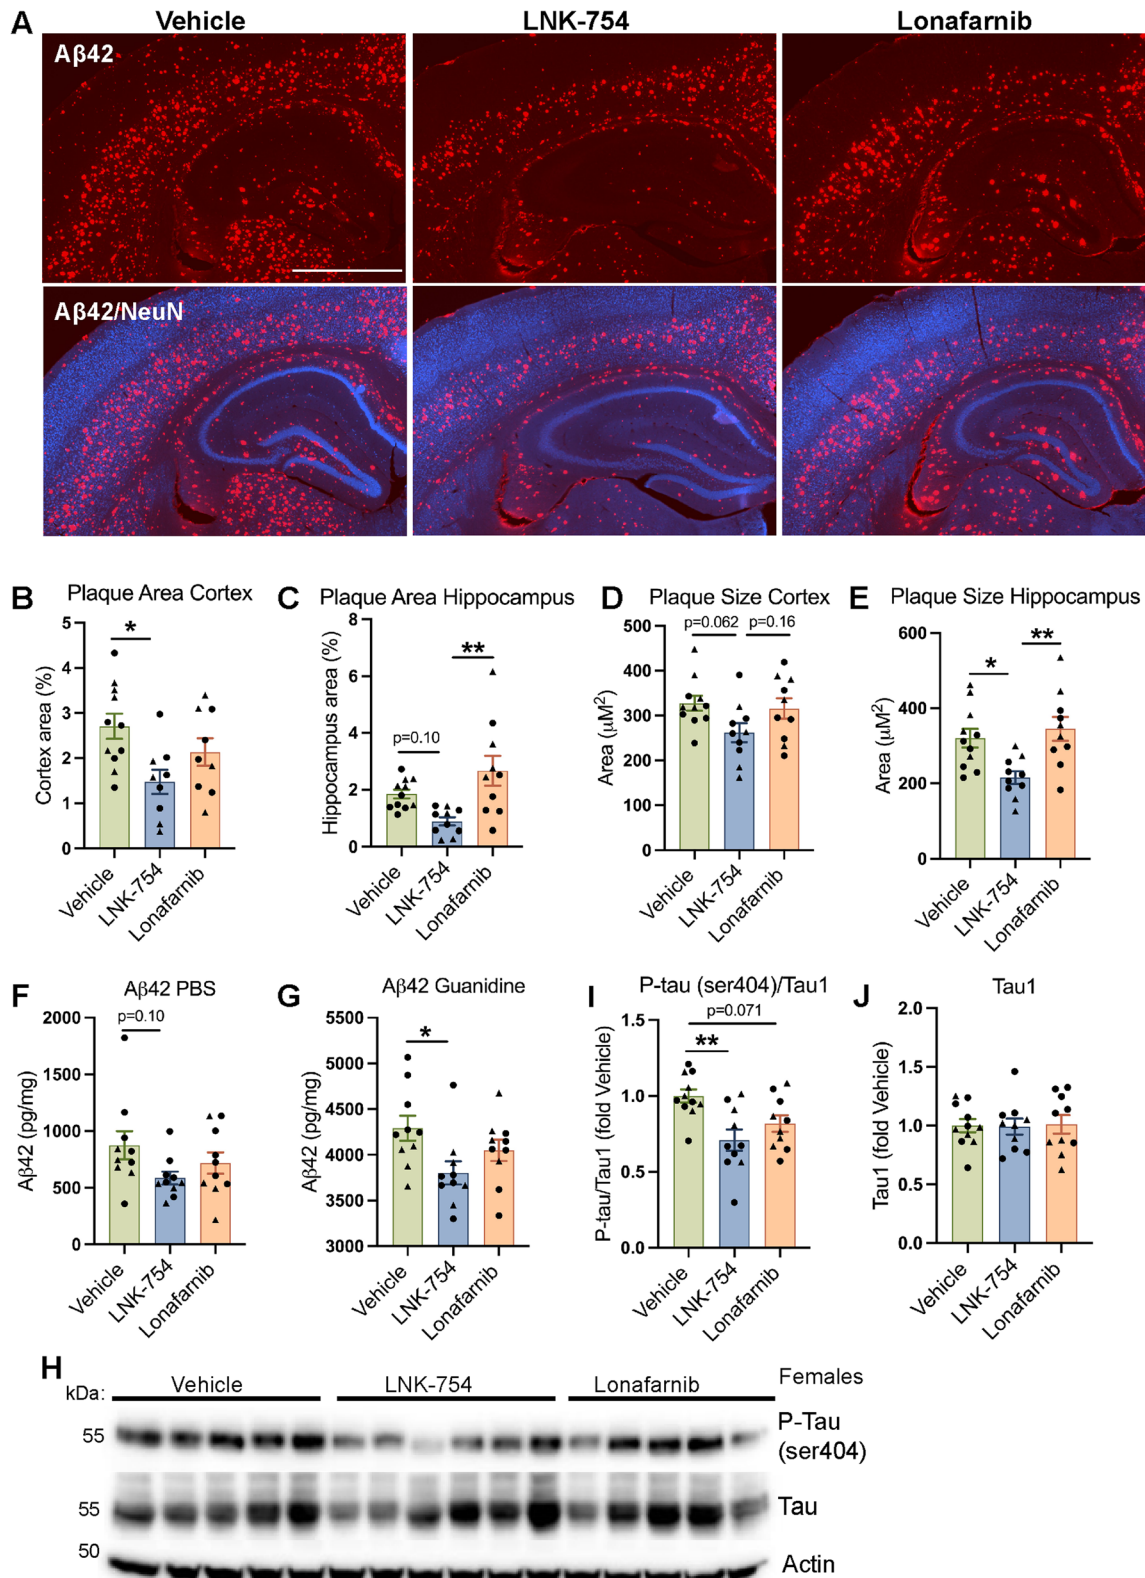 A
Vehicle
LNK-754
Lonafarnib
Aβ42
Aβ42/NeuN
B
Plaque Area Cortex
Cortex area (%)
5
4
3
2
1
0
*
Vehicle
LNK-754
Lonafarnib
C
Plaque Area Hippocampus
Hippocampus area (%)
8
6
4
2
0
p=0.10
**
Vehicle
LNK-754
Lonafarnib
D
Plaque Size Cortex
Area (μM²)
500
400
300
200
100
0
p=0.062
p=0.16
Vehicle
LNK-754
Lonafarnib
E
Plaque Size Hippocampus
Area (μM²)
600
400
200
0
*
**
Vehicle
LNK-754
Lonafarnib
F
Aβ42 PBS
Aβ42 (pg/mg)
2000
1500
1000
500
0
p=0.10
Vehicle
LNK-754
Lonafarnib
G
Aβ42 Guanidine
Aβ42 (pg/mg)
5500
5000
4500
4000
3500
3000
*
Vehicle
LNK-754
Lonafarnib
I
P-tau (ser404)/Tau1
P-tau/Tau1 (fold Vehicle)
1.5
1.0
0.5
0.0
p=0.071
**
Vehicle
LNK-754
Lonafarnib
J
Tau1
Tau1 (fold Vehicle)
2.0
1.5
1.0
0.5
0.0
Vehicle
LNK-754
Lonafarnib
H
kDa:
Vehicle
LNK-754
Lonafarnib
Females
55
P-Tau
(ser404)
55
Tau
50
Actin